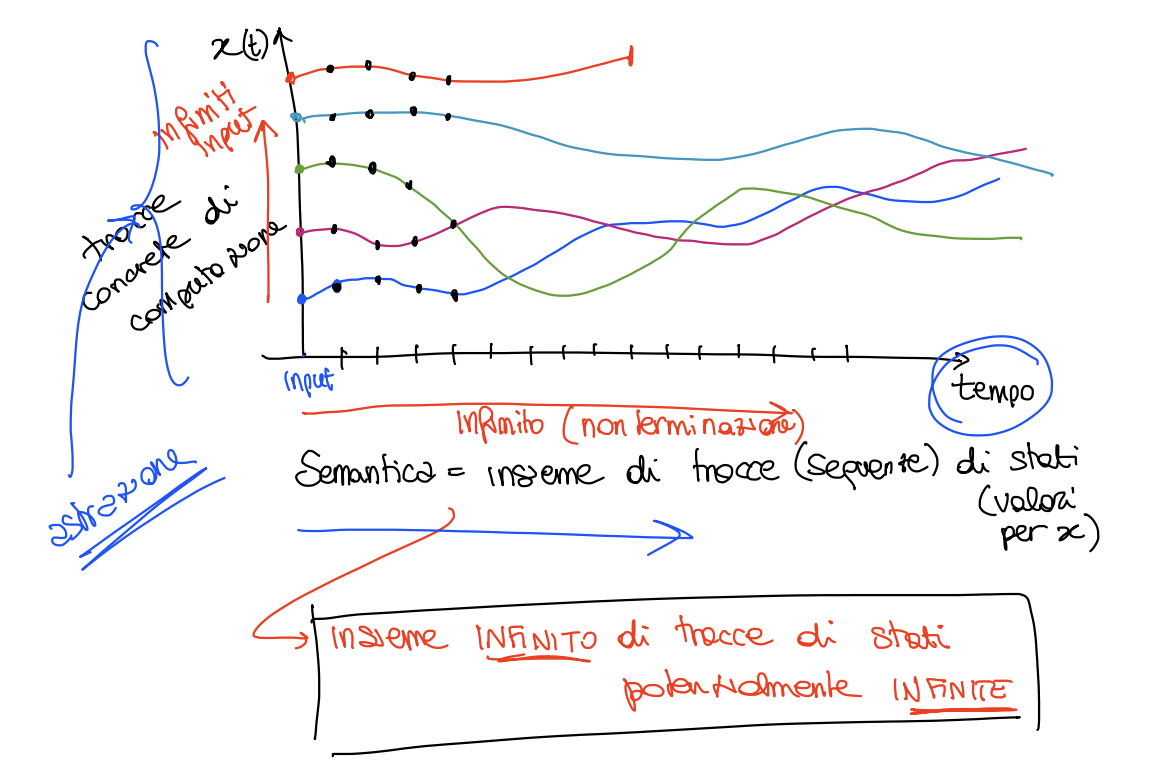 x(t)
infiniti
input
tracce
concrete di
computazione
input
tempo
Infinito (non terminazione)
Semantica = insieme di tracce (sequenze) di stati
(valori
per x)
astrazione
insieme INFINITO di tracce di stati
potenzialmente INFINITE